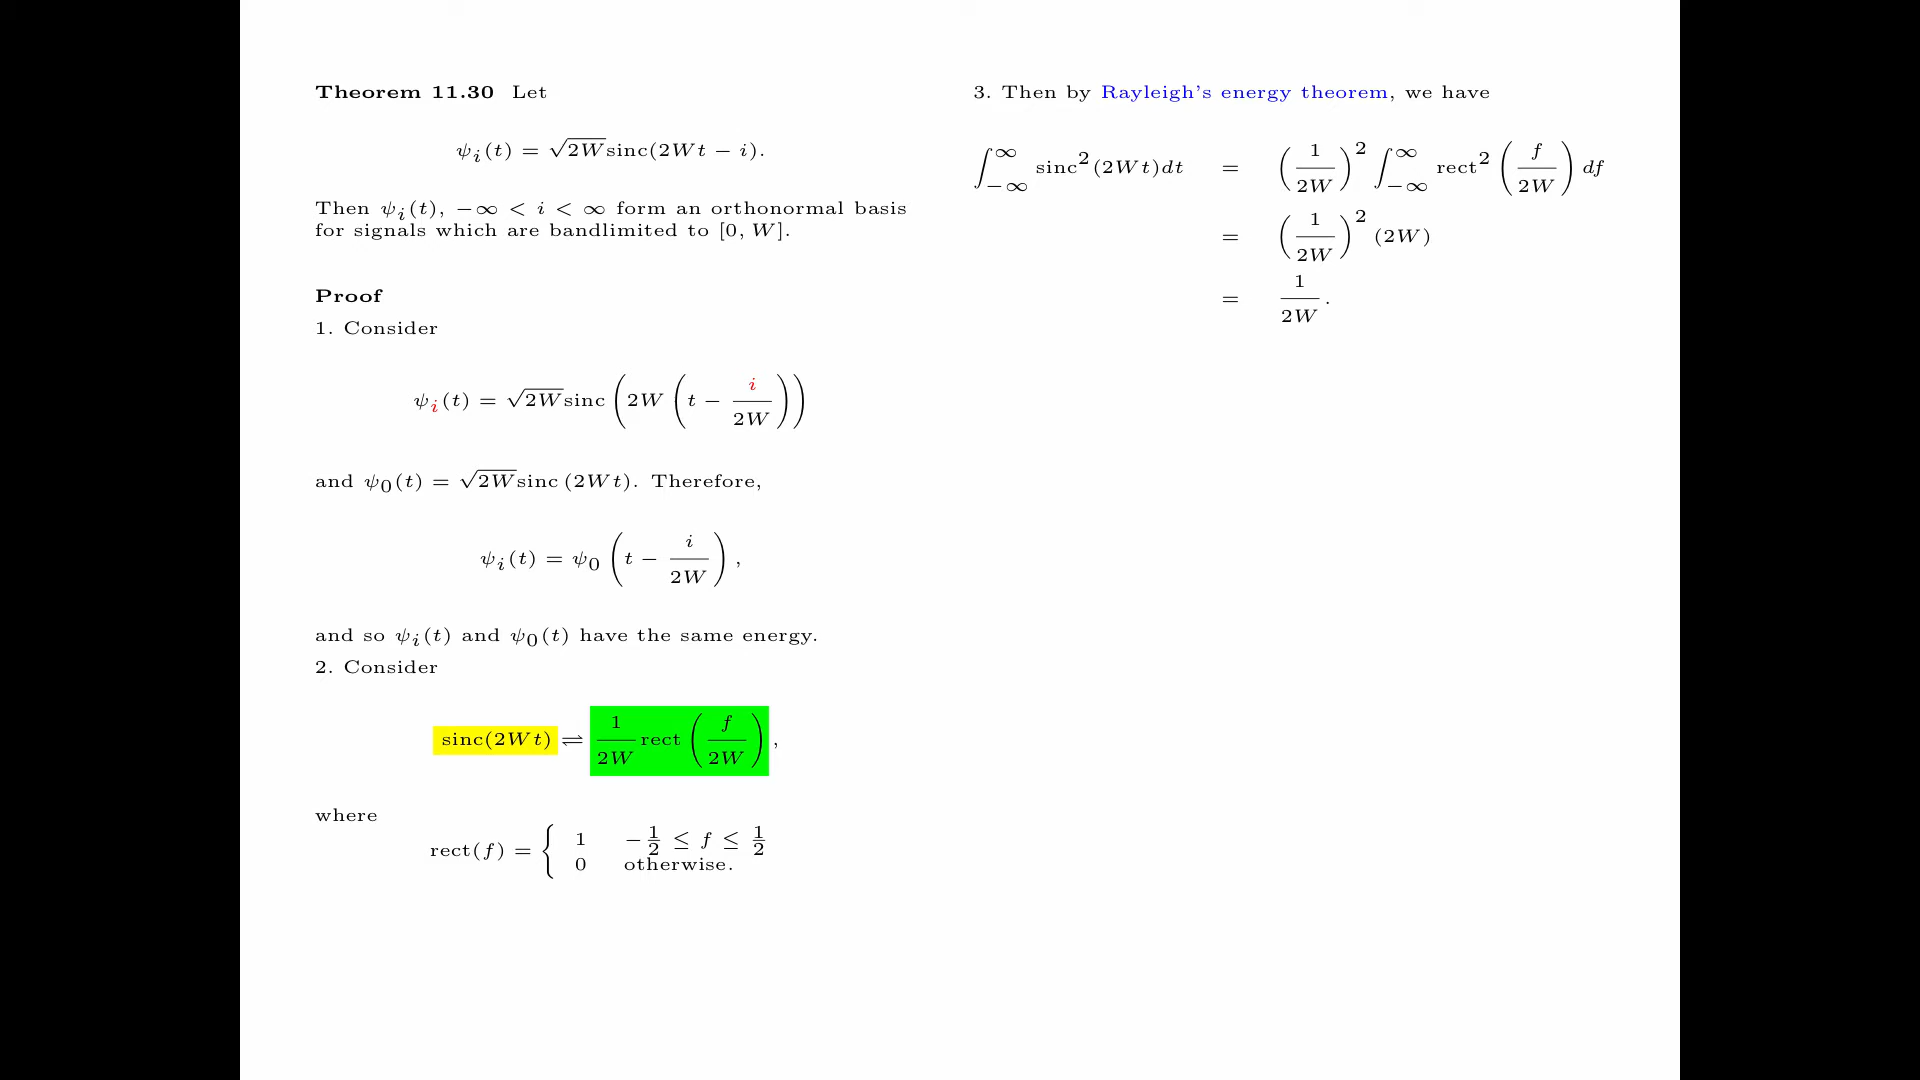 Theorem 11.30 Let
ψ_i(t) = √2W sinc(2Wt − i).
Then ψ_i(t), −∞ < i < ∞ form an orthonormal basis
for signals which are bandlimited to [0, W].
Proof
1. Consider
ψ_i(t) = √2W sinc (2W (t − i/2W))
and ψ_0(t) = √2W sinc (2Wt). Therefore,
ψ_i(t) = ψ_0 (t − i/2W),
and so ψ_i(t) and ψ_0(t) have the same energy.
2. Consider
sinc(2Wt) ⇌ 1/2W rect (f/2W),
where
rect(f) = { 1 −1/2 ≤ f ≤ 1/2
0 otherwise.
3. Then by Rayleigh's energy theorem, we have
∫_{−∞}^{∞} sinc²(2Wt)dt = (1/2W)² ∫_{−∞}^{∞} rect² (f/2W) df
= (1/2W)² (2W)
= 1/2W.